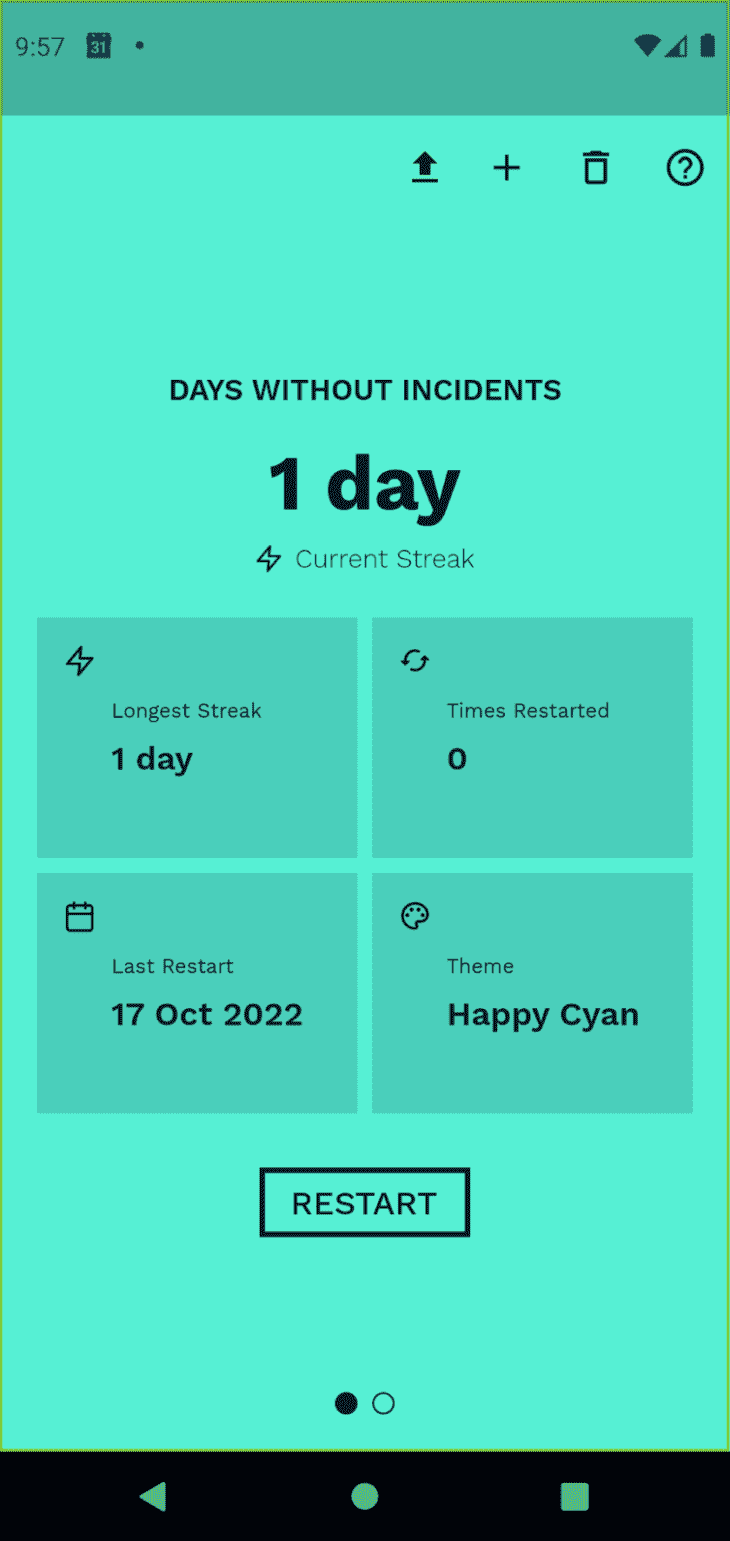 9:57
31
DAYS WITHOUT INCIDENTS
1 day
Current Streak
Longest Streak
1 day
Times Restarted
0
Last Restart
17 Oct 2022
Theme
Happy Cyan
RESTART